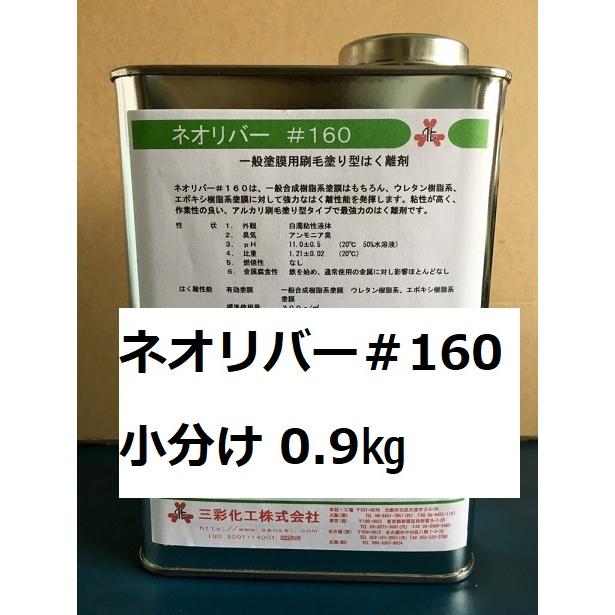 ネオリバー ＃160
一般塗膜用刷毛塗り型はく離剤
ネオリバー＃160は、一般合成樹脂系塗膜はもちろん、ウレタン樹脂系、
エポキシ樹脂系塗膜に対して強力なはく離性能を発揮します。粘性が高く、
作業性の良い、アルカリ刷毛塗り型タイプで最強力のはく離剤です。
性 状 1．外観 白濁粘性液体
2．臭気 アンモニア臭
3．pH 11.0±0.5 （20℃ 50%水溶液）
4．比重 1.21±0.02 （20℃）
5．燃焼性 なし
6．金属腐食性 鉄を始め、通常使用の金属に対し影響ほとんどなし
はく離性能 有効塗膜 一般合成樹脂系塗膜 ウレタン樹脂系、エポキシ樹脂系
塗膜
ネオリバー＃160
小分け 0.9㎏
三彩化工株式会社
http://www.sansai.com/
ISO 9001・14001